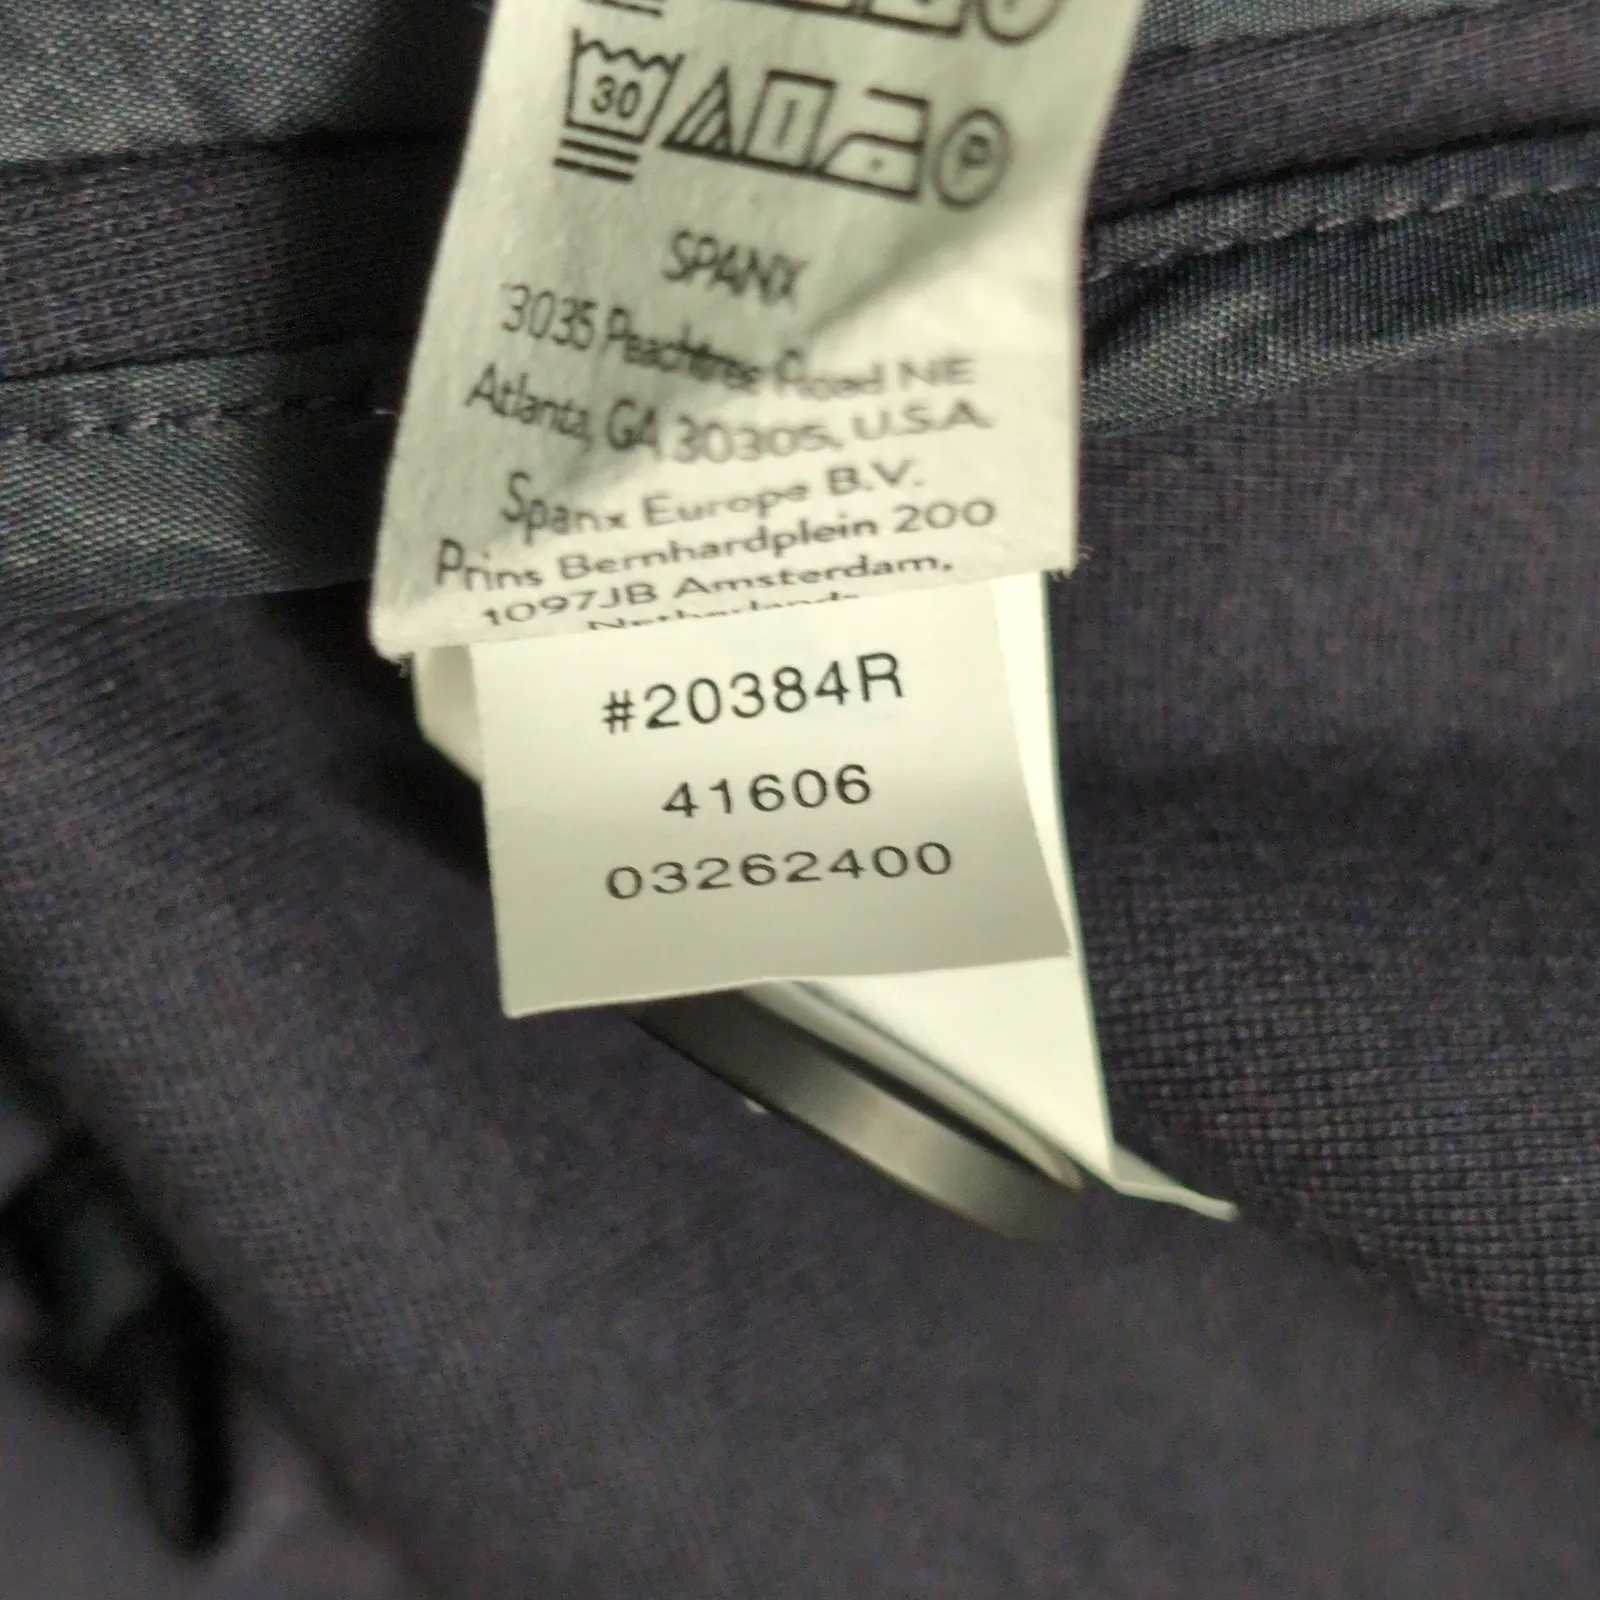 30
P
SPANX
3035 Peachtree Road NE
Atlanta, GA 30305, U.S.A.
Spanx Europe B.V.
Prins Bernhardplein 200
1097JB Amsterdam,
Netherlands
#20384R
41606
03262400